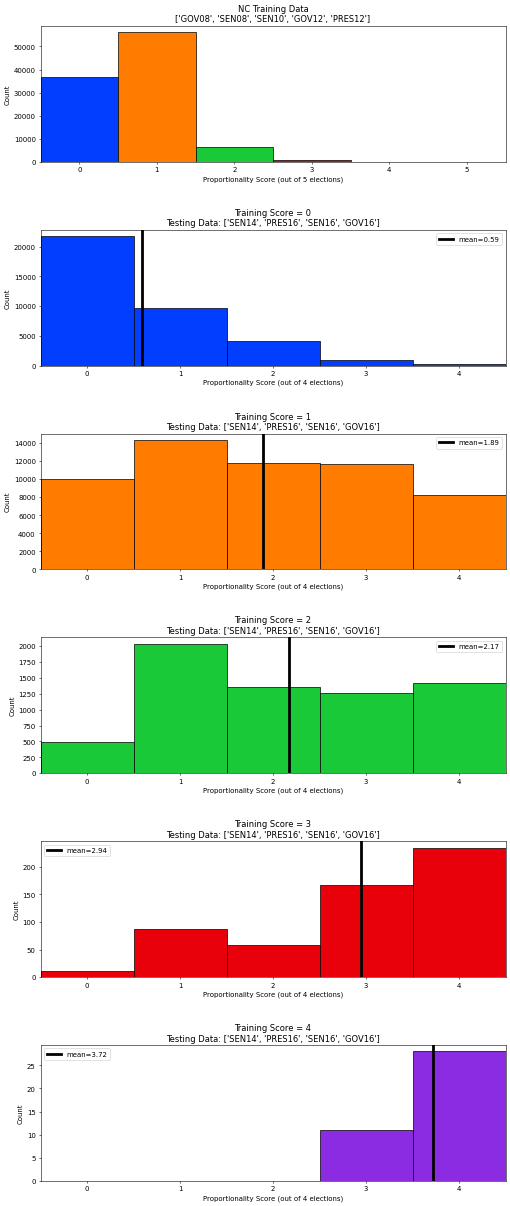 NC Training Data
['GOV08', 'SEN08', 'SEN10', 'GOV12', 'PRES12']
50000
40000
30000
20000
10000
0
Count
0 1 2 3 4 5
Proportionality Score (out of 5 elections)
Training Score = 0
Testing Data: ['SEN14', 'PRES16', 'SEN16', 'GOV16']
mean=0.59
20000
15000
10000
5000
0
Count
0 1 2 3 4
Proportionality Score (out of 4 elections)
Training Score = 1
Testing Data: ['SEN14', 'PRES16', 'SEN16', 'GOV16']
mean=1.89
14000
12000
10000
8000
6000
4000
2000
0
Count
0 1 2 3 4
Proportionality Score (out of 4 elections)
Training Score = 2
Testing Data: ['SEN14', 'PRES16', 'SEN16', 'GOV16']
mean=2.17
2000
1750
1500
1250
1000
750
500
250
0
Count
0 1 2 3 4
Proportionality Score (out of 4 elections)
Training Score = 3
Testing Data: ['SEN14', 'PRES16', 'SEN16', 'GOV16']
mean=2.94
200
150
100
50
0
Count
0 1 2 3 4
Proportionality Score (out of 4 elections)
Training Score = 4
Testing Data: ['SEN14', 'PRES16', 'SEN16', 'GOV16']
mean=3.72
25
20
15
10
5
0
Count
0 1 2 3 4
Proportionality Score (out of 4 elections)